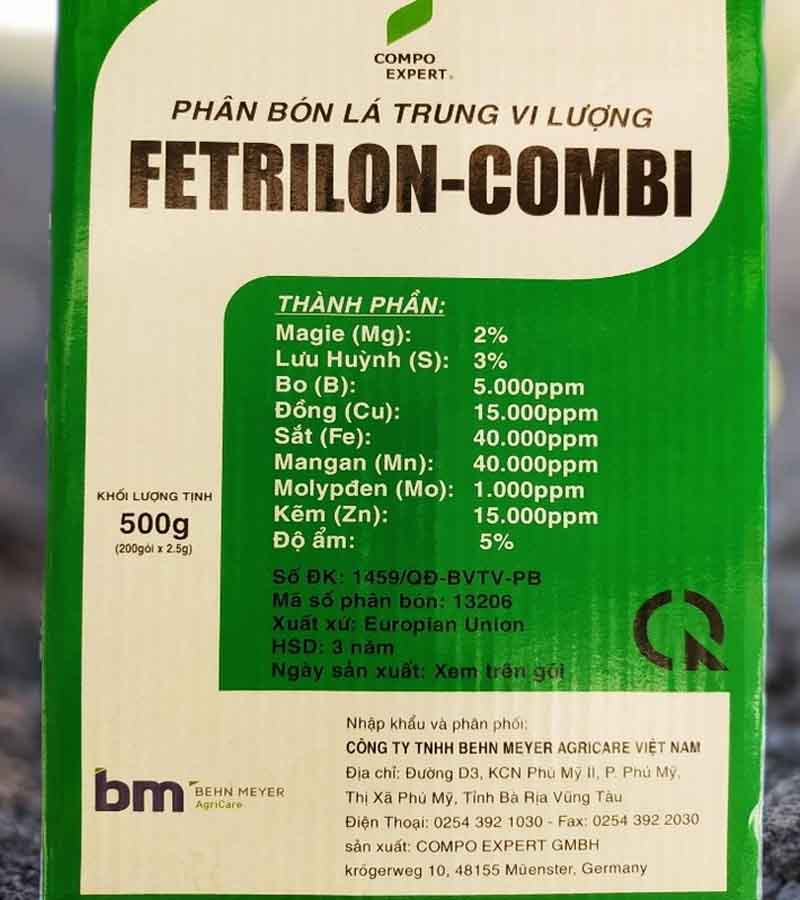 COMPO
EXPERT®
PHÂN BÓN LÁ TRUNG VI LƯỢNG
FETRILON-COMBI
THÀNH PHẦN:
Magie (Mg): 2%
Lưu Huỳnh (S): 3%
Bo (B): 5.000ppm
Đồng (Cu): 15.000ppm
Sắt (Fe): 40.000ppm
Mangan (Mn): 40.000ppm
Molypđen (Mo): 1.000ppm
Kẽm (Zn): 15.000ppm
Độ ẩm: 5%
KHỐI LƯỢNG TỊNH
500g
(200gói x 2.5g)
Số ĐK: 1459/QĐ-BVTV-PB
Mã số phân bón: 13206
Xuất xứ: Europian Union
HSD: 3 năm
Ngày sản xuất: Xem trên gói
Nhập khẩu và phân phối:
CÔNG TY TNHH BEHN MEYER AGRICARE VIỆT NAM
Địa chỉ: Đường D3, KCN Phú Mỹ II, P. Phú Mỹ,
Thị Xã Phú Mỹ, Tỉnh Bà Rịa Vũng Tàu
Điện Thoại: 0254 392 1030 - Fax: 0254 392 2030
sản xuất: COMPO EXPERT GMBH
krögerweg 10, 48155 Müenster, Germany
bm BEHN MEYER
AgriCare